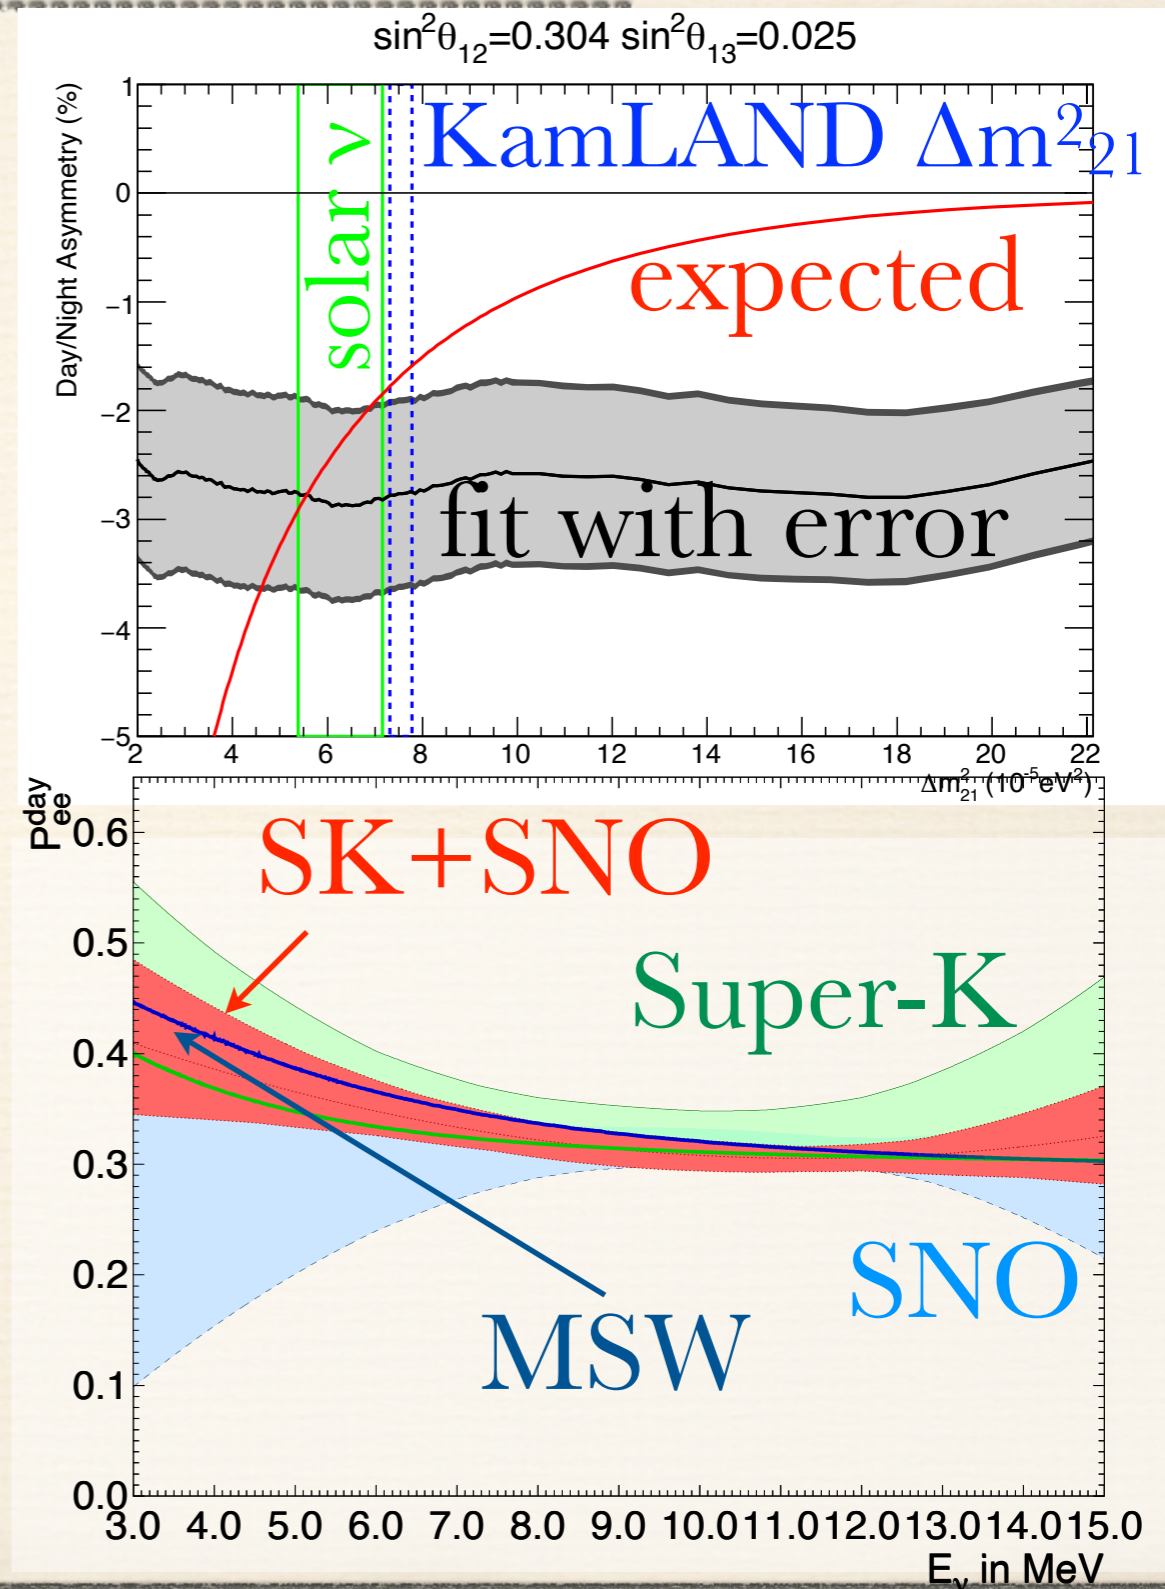 sin²θ₁₂=0.304 sin²θ₁₃=0.025
Day/Night Asymmetry (%)
1
0
−1
−2
−3
−4
−5
solar ν
KamLAND Δm²₂₁
expected
fit with error
2 4 6 8 10 12 14 16 18 20 22
Δm²₂₁ (10⁻⁵eV²)
P^day_ee
0.6
0.5
0.4
0.3
0.2
0.1
0.0
SK+SNO
Super-K
SNO
MSW
3.0 4.0 5.0 6.0 7.0 8.0 9.0 10.0 11.0 12.0 13.0 14.0 15.0
E_ν in MeV